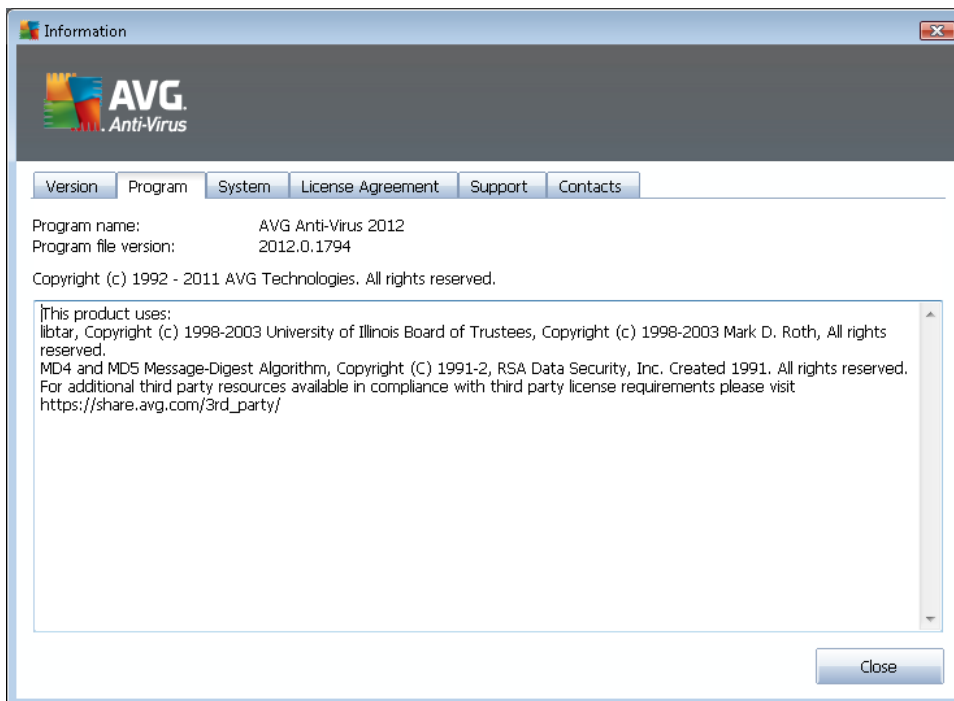 Information
AVG.
Anti-Virus
Version Program System License Agreement Support Contacts
Program name: AVG Anti-Virus 2012
Program file version: 2012.0.1794
Copyright (c) 1992 - 2011 AVG Technologies. All rights reserved.
This product uses:
libtar, Copyright (c) 1998-2003 University of Illinois Board of Trustees, Copyright (c) 1998-2003 Mark D. Roth, All rights
reserved.
MD4 and MD5 Message-Digest Algorithm, Copyright (C) 1991-2, RSA Data Security, Inc. Created 1991. All rights reserved.
For additional third party resources available in compliance with third party license requirements please visit
https://share.avg.com/3rd_party/
Close